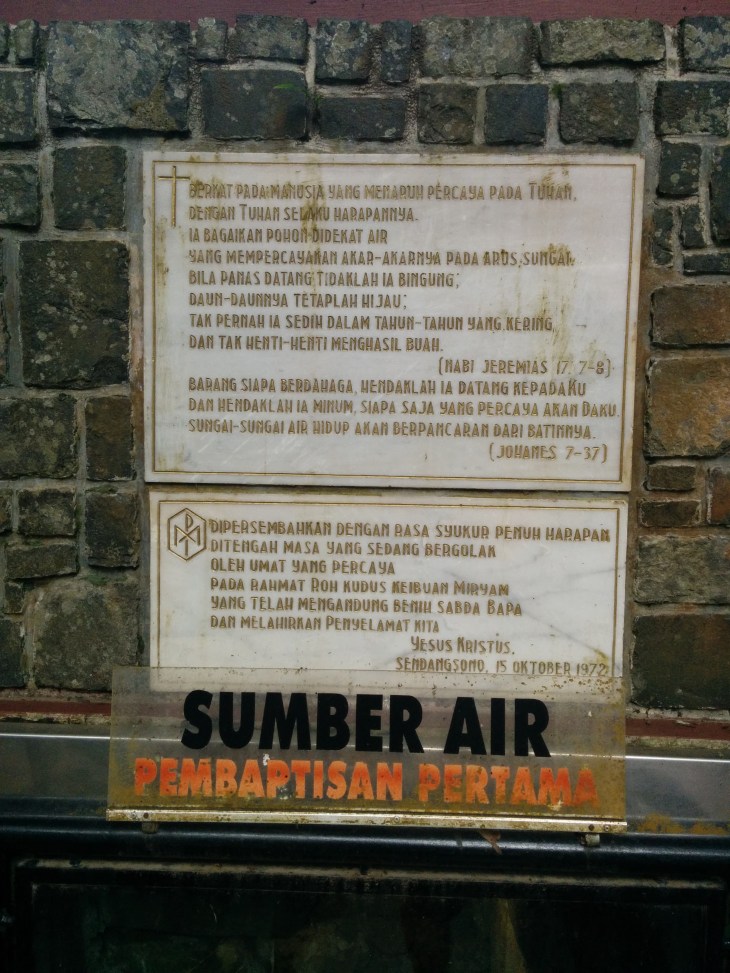 BERKAT PADA MANUSIA YANG MENARUH PERCAYA PADA TUHAN,
DENGAN TUHAN SELAKU HARAPANNYA.
IA BAGAIKAN POHON DIDEKAT AIR
YANG MEMPERCAYAKAN AKAR-AKARNYA PADA ARUS SUNGAI.
BILA PANAS DATANG TIDAKLAH IA BINGUNG;
DAUN-DAUNNYA TETAPLAH HIJAU;
TAK PERNAH IA SEDIH DALAM TAHUN-TAHUN YANG KERING
DAN TAK HENTI-HENTI MENGHASIL BUAH.
(NABI JEREMIAS 17. 7-8)
BARANG SIAPA BERDAHAGA, HENDAKLAH IA DATANG KEPADAKU
DAN HENDAKLAH IA MINUM, SIAPA SAJA YANG PERCAYA AKAN DAKU.
SUNGAI-SUNGAI AIR HIDUP AKAN BERPANCARAN DARI BATINNYA.
(JOHANES 7-37)
DIPERSEMBAHKAN DENGAN RASA SYUKUR PENUH HARAPAN
DITENGAH MASA YANG SEDANG BERGOLAK
OLEH UMAT YANG PERCAYA
PADA RAHMAT ROH KUDUS KEIBUAN MIRYAM
YANG TELAH MENGANDUNG BENIH SABDA BAPA
DAN MELAHIRKAN PENYELAMAT KITA
YESUS KRISTUS.
SENDANGSONO, 15 OKTOBER 1972
SUMBER AIR
PEMBAPTISAN PERTAMA